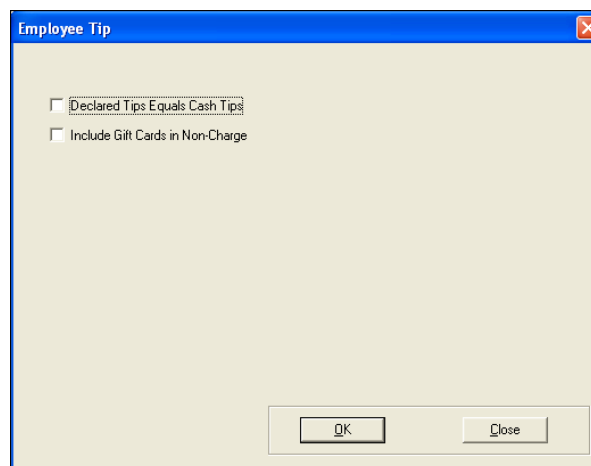 Employee Tip
Declared Tips Equals Cash Tips
Include Gift Cards in Non-Charge
OK
Close